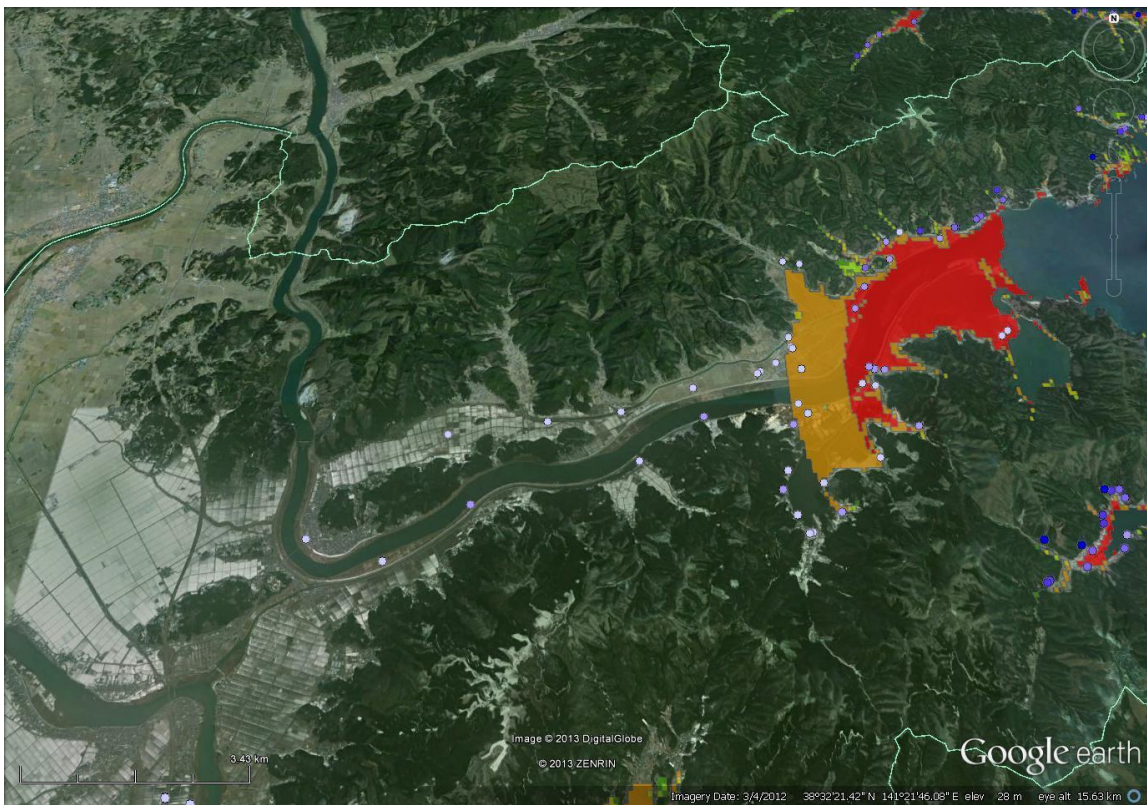 N
3.43 km
Image © 2013 DigitalGlobe
© 2013 ZENRIN
Google earth
Imagery Date: 3/4/2012 38°32'21.42" N 141°21'46.08" E elev 28 m eye alt 15.63 km